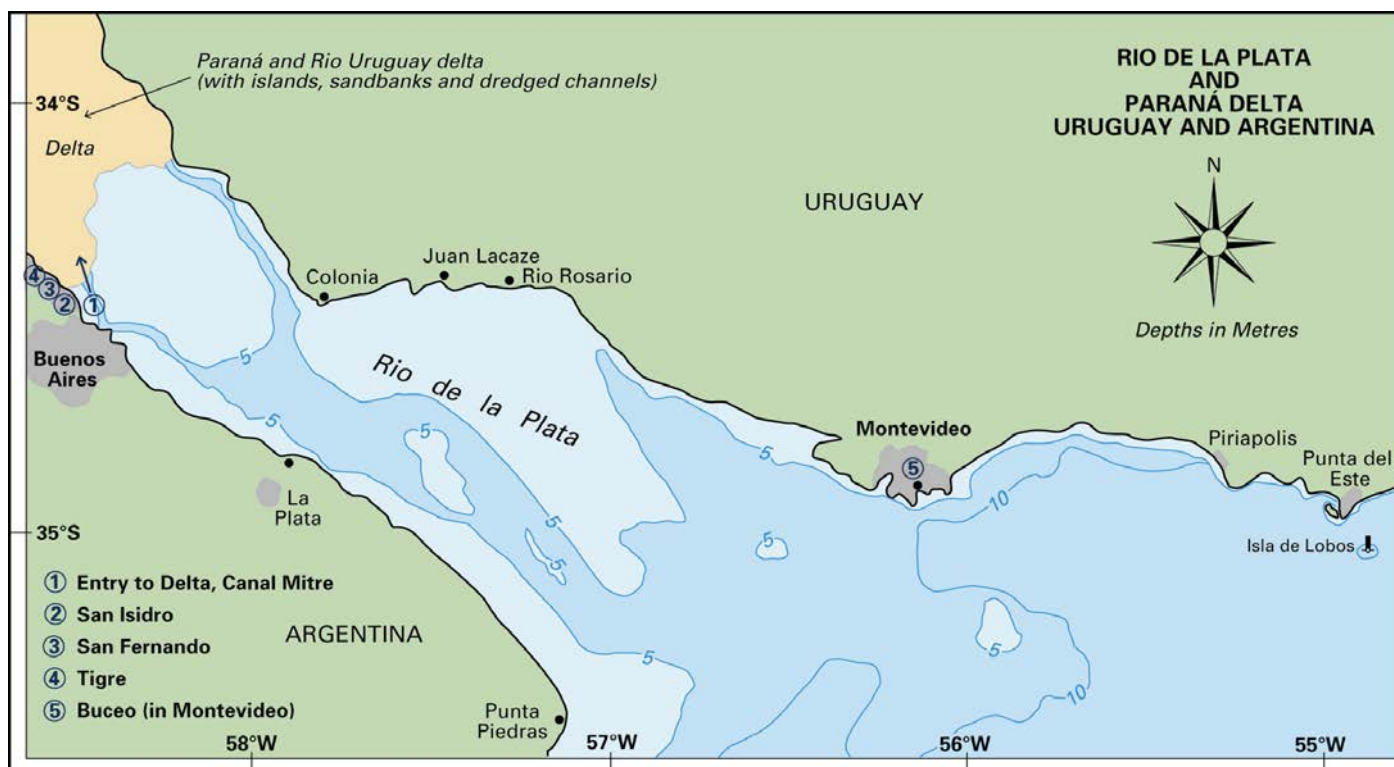 Paraná and Rio Uruguay delta
(with islands, sandbanks and dredged channels)
RIO DE LA PLATA
AND
PARANÁ DELTA
URUGUAY AND ARGENTINA
34°S
Delta
N
URUGUAY
Depths in Metres
Juan Lacaze
Colonia
Rio Rosario
4
3
2
1
Buenos
Aires
5
Rio de la Plata
5
5
5
Montevideo
5
Piriapolis
Punta del
Este
10
La
Plata
35°S
5
5
Isla de Lobos
1 Entry to Delta, Canal Mitre
2 San Isidro
3 San Fernando
4 Tigre
5 Buceo (in Montevideo)
ARGENTINA
5
5
10
Punta
Piedras
58°W
57°W
56°W
55°W